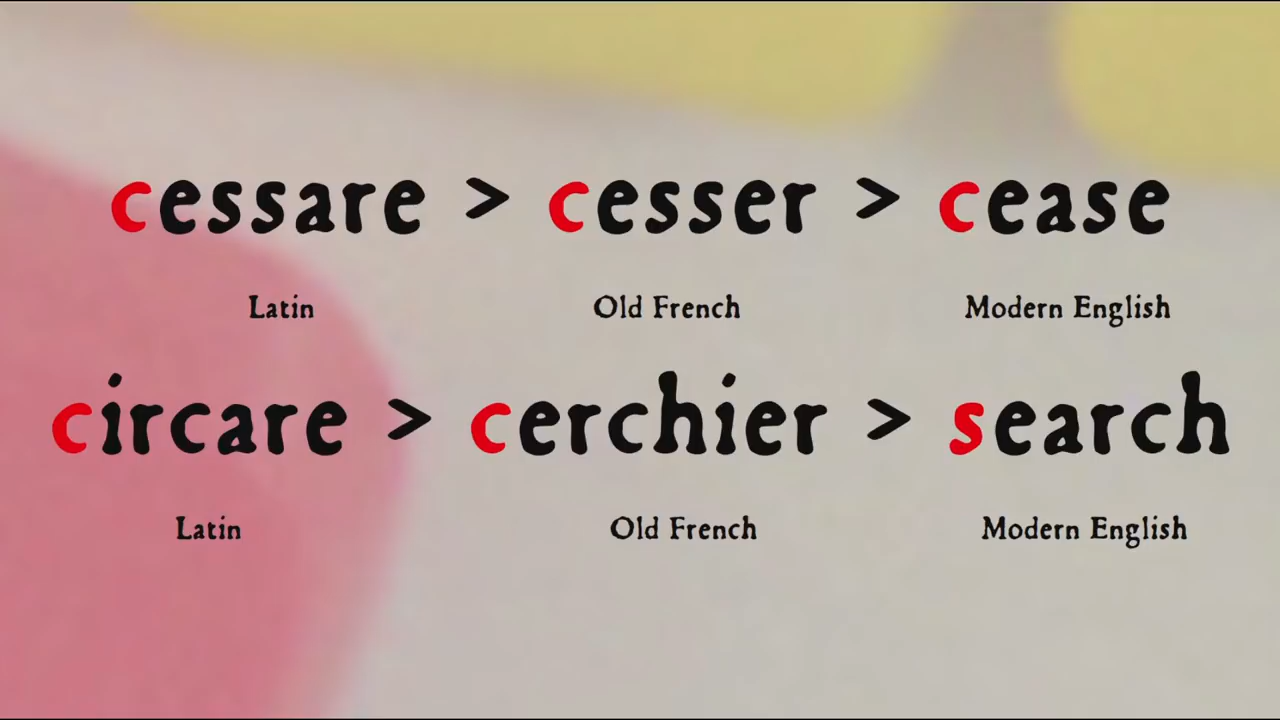 cessare > cesser > cease
Latin Old French Modern English
circare > cerchier > search
Latin Old French Modern English